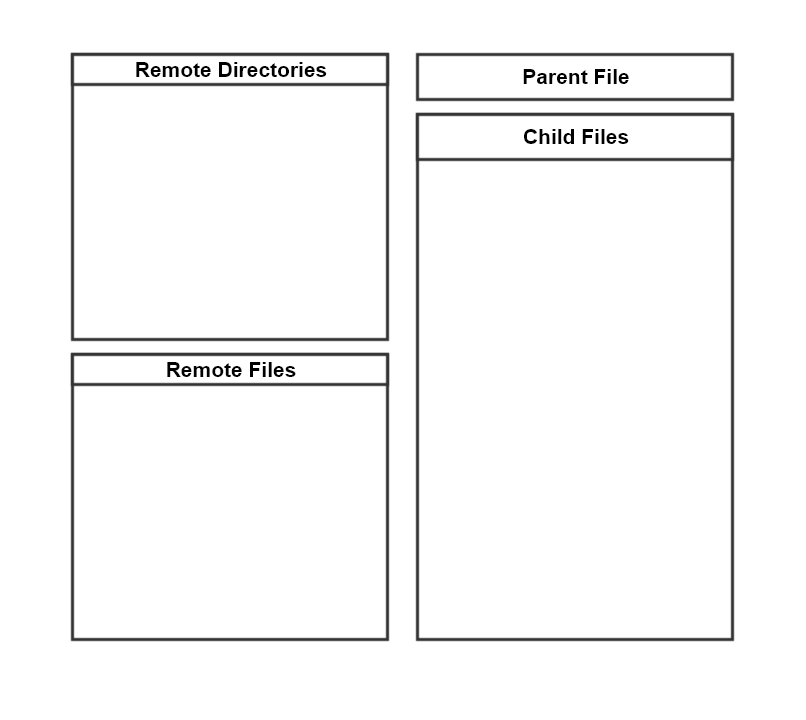 Remote Directories
Remote Files
Parent File
Child Files